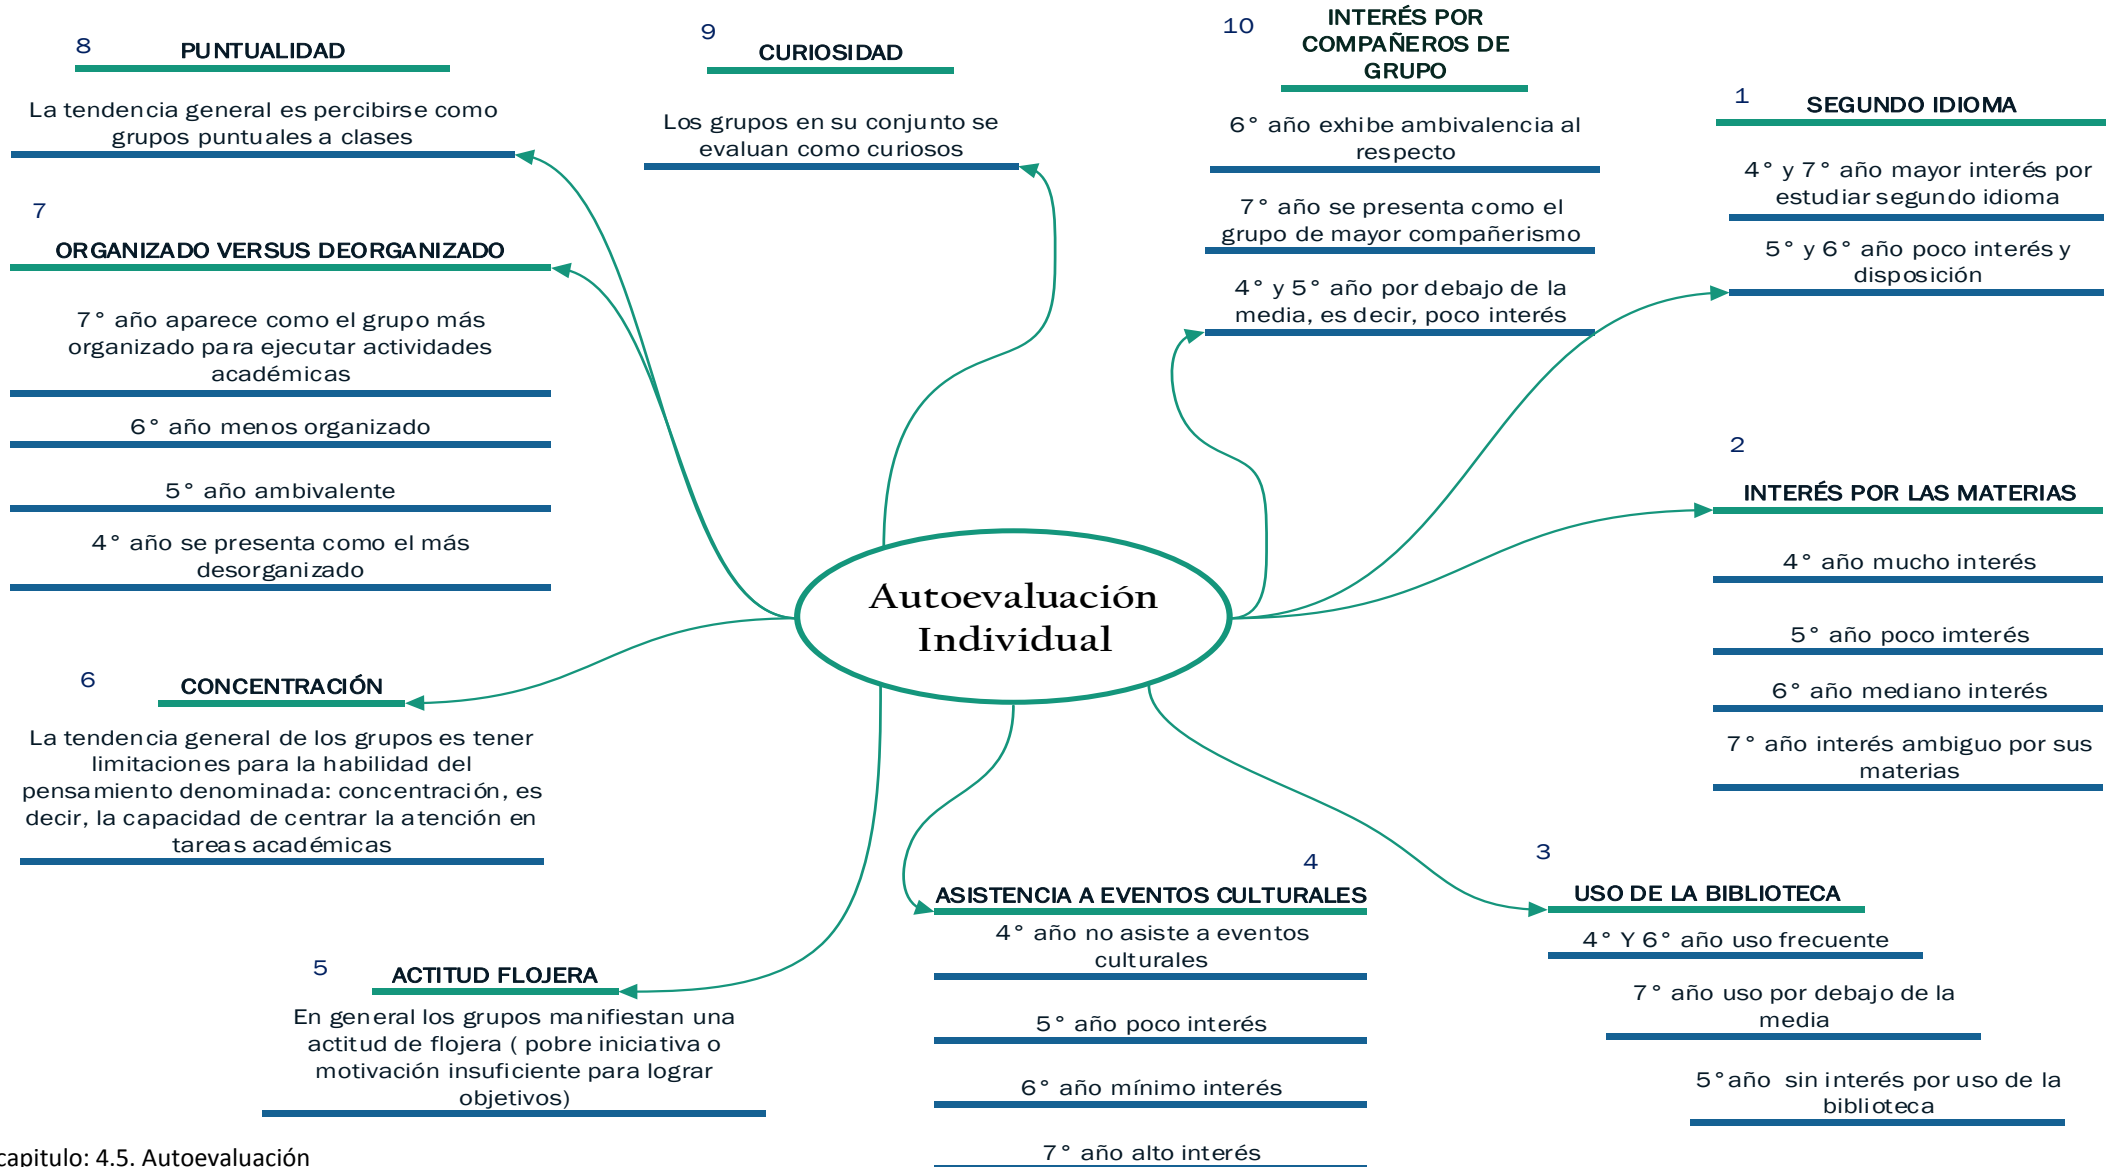 8
PUNTUALIDAD
La tendencia general es percibirse como
grupos puntuales a clases
9
CURIOSIDAD
Los grupos en su conjunto se
evaluan como curiosos
10
INTERÉS POR
COMPAÑEROS DE
GRUPO
6° año exhibe ambivalencia al
respecto
7° año se presenta como el
grupo de mayor compañerismo
4° y 5° año por debajo de la
media, es decir, poco interés
1
SEGUNDO IDIOMA
4° y 7° año mayor interés por
estudiar segundo idioma
5° y 6° año poco interés y
disposición
7
ORGANIZADO VERSUS DEORGANIZADO
7° año aparece como el grupo más
organizado para ejecutar actividades
académicas
6° año menos organizado
5° año ambivalente
4° año se presenta como el más
desorganizado
2
INTERÉS POR LAS MATERIAS
4° año mucho interés
5° año poco imterés
6° año mediano interés
7° año interés ambiguo por sus
materias
Autoevaluación
Individual
6
CONCENTRACIÓN
La tendencia general de los grupos es tener
limitaciones para la habilidad del
pensamiento denominada: concentración, es
decir, la capacidad de centrar la atención en
tareas académicas
5
ACTITUD FLOJERA
En general los grupos manifiestan una
actitud de flojera ( pobre iniciativa o
motivación insuficiente para lograr
objetivos)
4
ASISTENCIA A EVENTOS CULTURALES
4° año no asiste a eventos
culturales
5° año poco interés
6° año mínimo interés
7° año alto interés
3
USO DE LA BIBLIOTECA
4° Y 6° año uso frecuente
7° año uso por debajo de la
media
5°año sin interés por uso de la
biblioteca
capitulo: 4.5. Autoevaluación